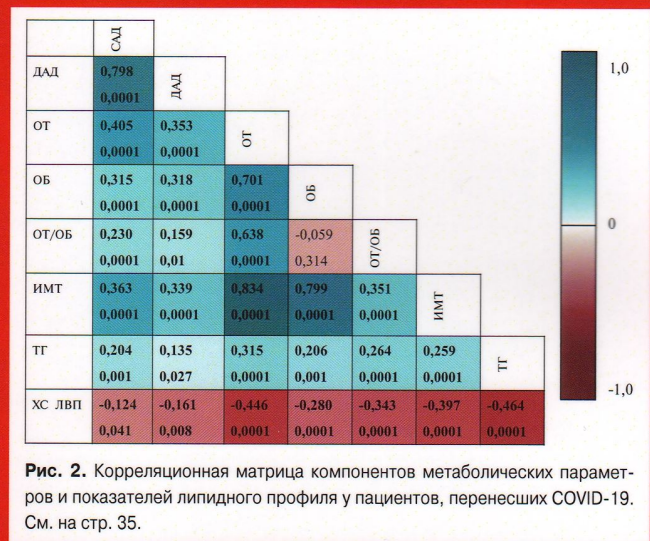 САД
ДАД 0,798 1,0
0,0001 ДАД
ОТ 0,405 0,353
0,0001 0,0001 ОТ
ОБ 0,315 0,318 0,701
0,0001 0,0001 0,0001 ОБ
ОТ/ОБ 0,230 0,159 0,638 -0,059 0
0,0001 0,01 0,0001 0,314 ОТ/ОБ
ИМТ 0,363 0,339 0,834 0,799 0,351
0,0001 0,0001 0,0001 0,0001 0,0001 ИМТ
ТГ 0,204 0,135 0,315 0,206 0,264 0,259
0,001 0,027 0,0001 0,001 0,0001 0,0001 ТГ
ХС ЛВП -0,124 -0,161 -0,446 -0,280 -0,343 -0,397 -0,464 -1,0
0,041 0,008 0,0001 0,0001 0,0001 0,0001 0,0001
Рис. 2. Корреляционная матрица компонентов метаболических парамет-
ров и показателей липидного профиля у пациентов, перенесших COVID-19.
См. на стр. 35.